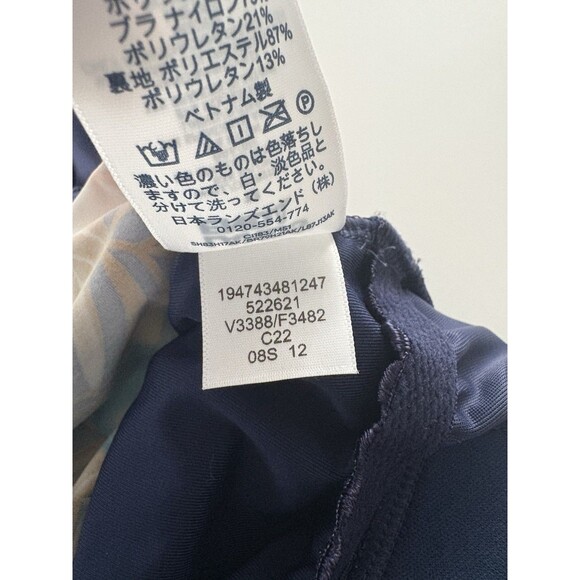 ブラ ナイロン79%
ポリウレタン21%
裏地 ポリエステル87%
ポリウレタン13%
ベトナム製
P
濃い色のものは色落ちし
ますので、白・淡色品と
分けて洗ってください。
日本ランズエンド(株)
0120-554-774
194743481247
522621
V3388/F3482
C22
08S 12